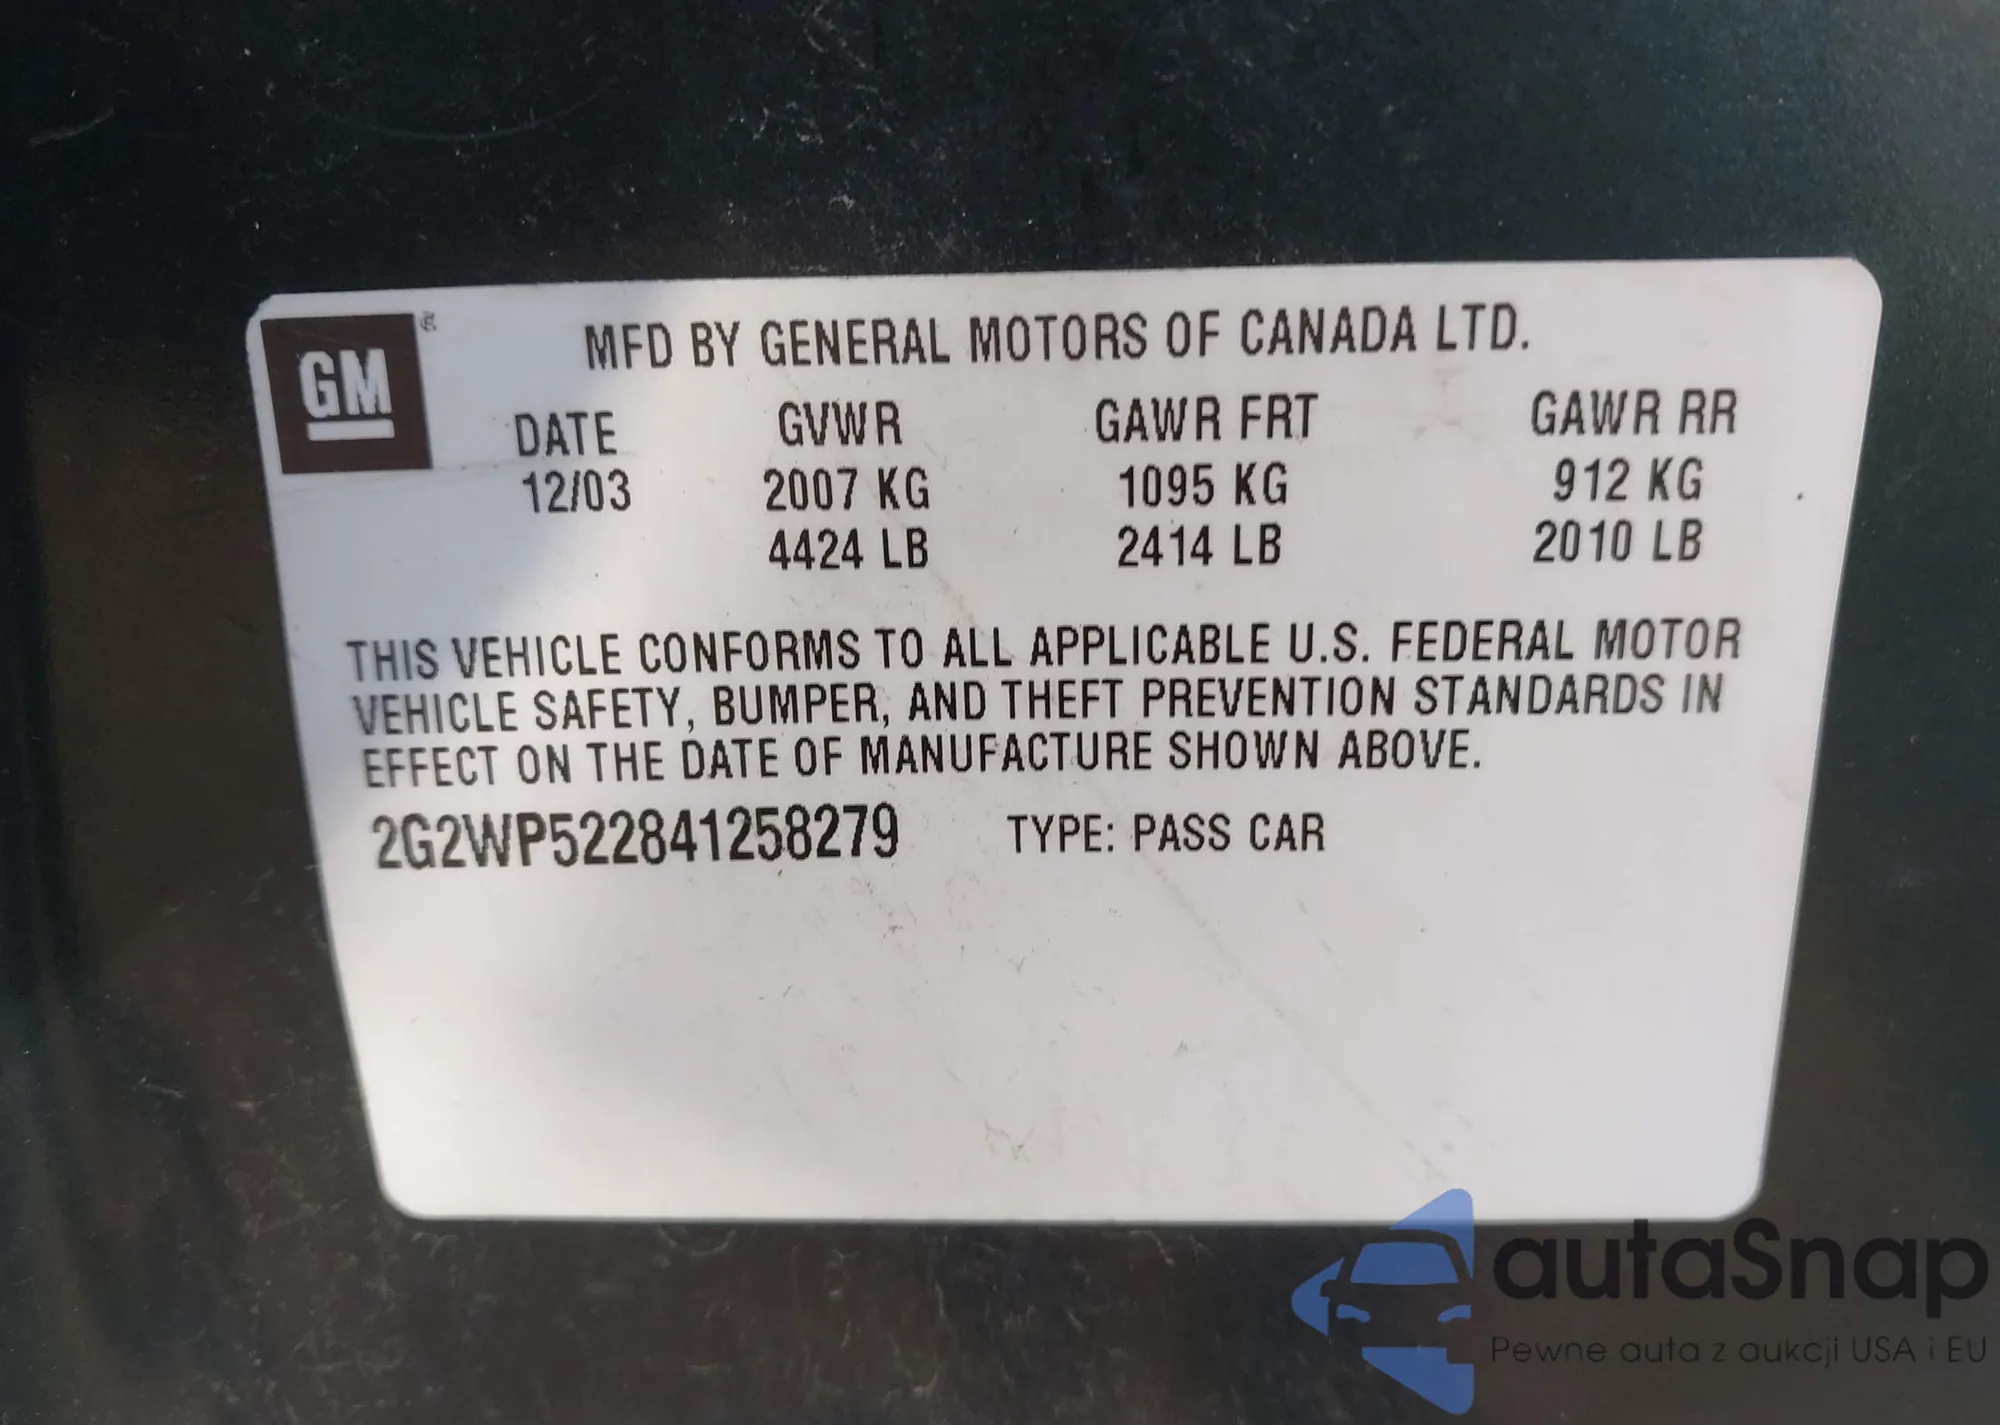 GM ®
MFD BY GENERAL MOTORS OF CANADA LTD.
DATE GVWR GAWR FRT GAWR RR
12/03 2007 KG 1095 KG 912 KG
4424 LB 2414 LB 2010 LB
THIS VEHICLE CONFORMS TO ALL APPLICABLE U.S. FEDERAL MOTOR
VEHICLE SAFETY, BUMPER, AND THEFT PREVENTION STANDARDS IN
EFFECT ON THE DATE OF MANUFACTURE SHOWN ABOVE.
2G2WP522841258279 TYPE: PASS CAR
autaSnap
Pewne auta z aukcji USA i EU